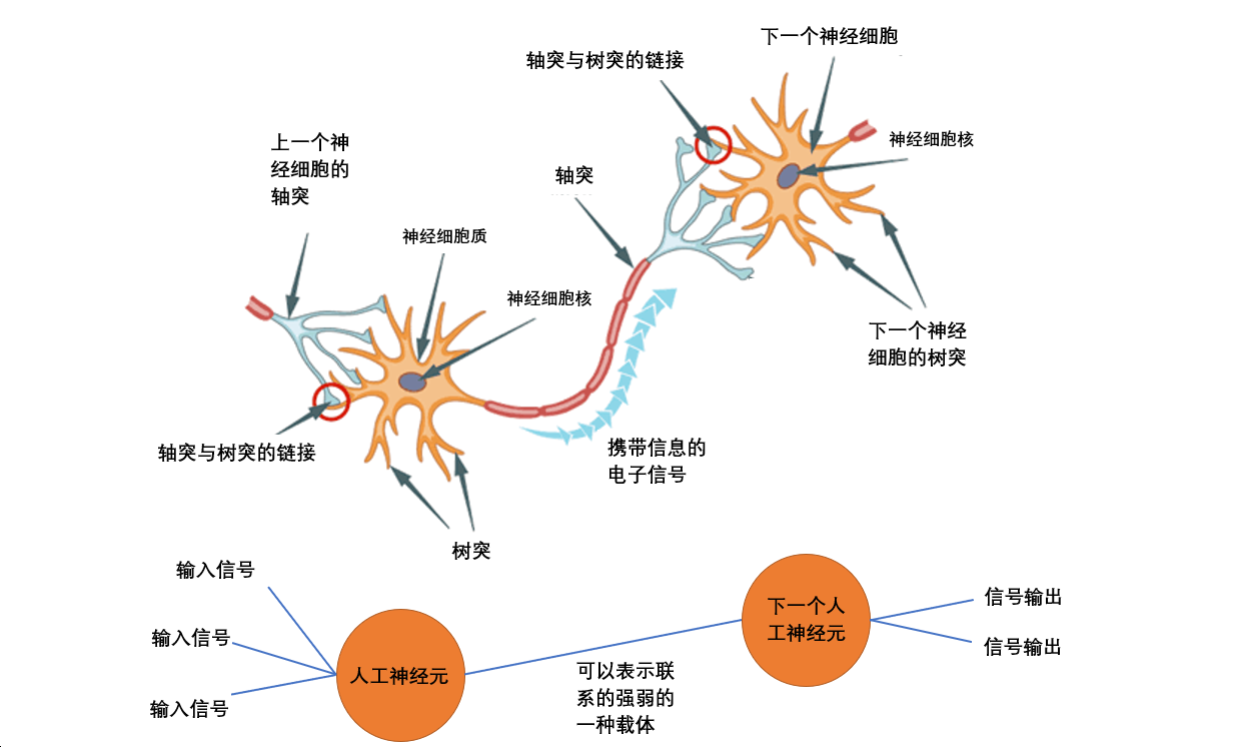 下一个神经细胞
轴突与树突的链接
神经细胞核
上一个神
经细胞的
轴突
轴突
神经细胞质
神经细胞核
下一个神经
细胞的树突
轴突与树突的链接
携带信息的
电子信号
树突
输入信号
输入信号
输入信号
人工神经元
下一个人
工神经元
可以表示联
系的强弱的
一种载体
信号输出
信号输出